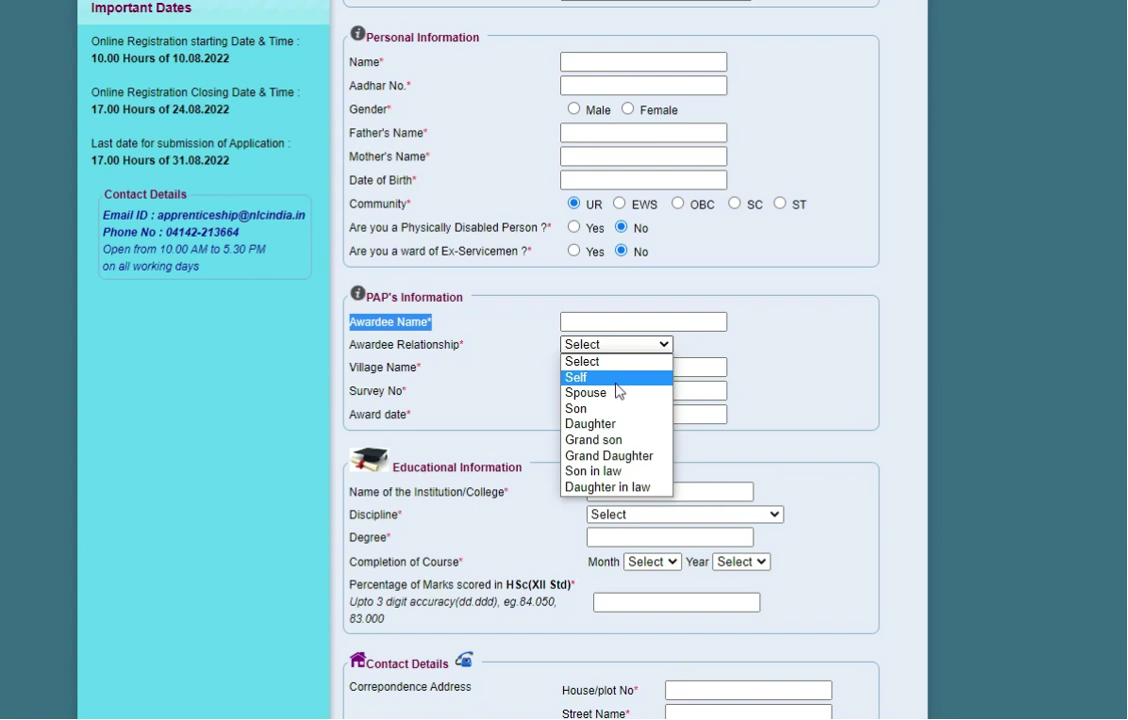 Important Dates
Online Registration starting Date & Time :
10.00 Hours of 10.08.2022
Online Registration Closing Date & Time :
17.00 Hours of 24.08.2022
Last date for submission of Application :
17.00 Hours of 31.08.2022
Contact Details
Email ID : apprenticeship@nlcindia.in
Phone No : 04142-213664
Open from 10.00 AM to 5.30 PM
on all working days
Personal Information
Name*
Aadhar No.*
Gender* Male Female
Father's Name*
Mother's Name*
Date of Birth*
Community* UR EWS OBC SC ST
Are you a Physically Disabled Person ?* Yes No
Are you a ward of Ex-Servicemen ?* Yes No
PAP's Information
Awardee Name*
Awardee Relationship* Select
Select
Self
Spouse
Son
Daughter
Grand son
Grand Daughter
Son in law
Daughter in law
Village Name*
Survey No*
Award date*
Educational Information
Name of the Institution/College*
Discipline* Select
Degree*
Completion of Course* Month Select Year Select
Percentage of Marks scored in HSc(XII Std)*
Upto 3 digit accuracy(dd.ddd), eg.84.050,
83.000
Contact Details
Correpondence Address House/plot No*
Street Name*